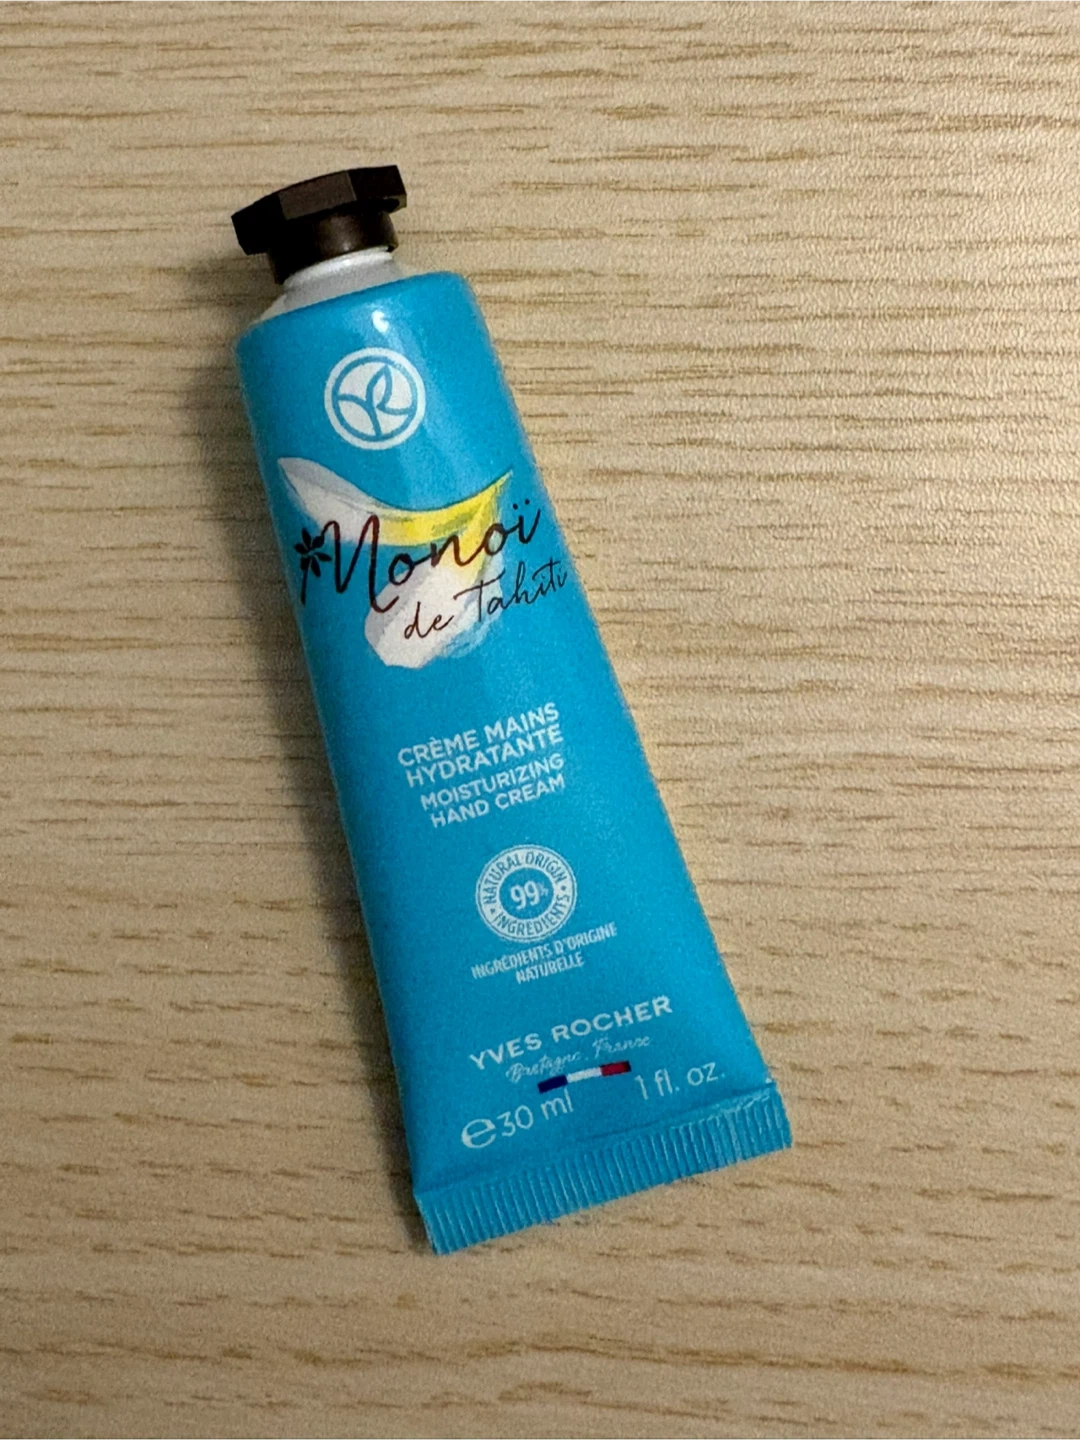 Monoï
de Tahiti
CRÈME MAINS
HYDRATANTE
MOISTURIZING
HAND CREAM
NATURAL ORIGIN
99%
INGREDIENTS
INGRÉDIENTS D'ORIGINE
NATURELLE
YVES ROCHER
Bretagne, France
℮30 ml 1 fl. oz.